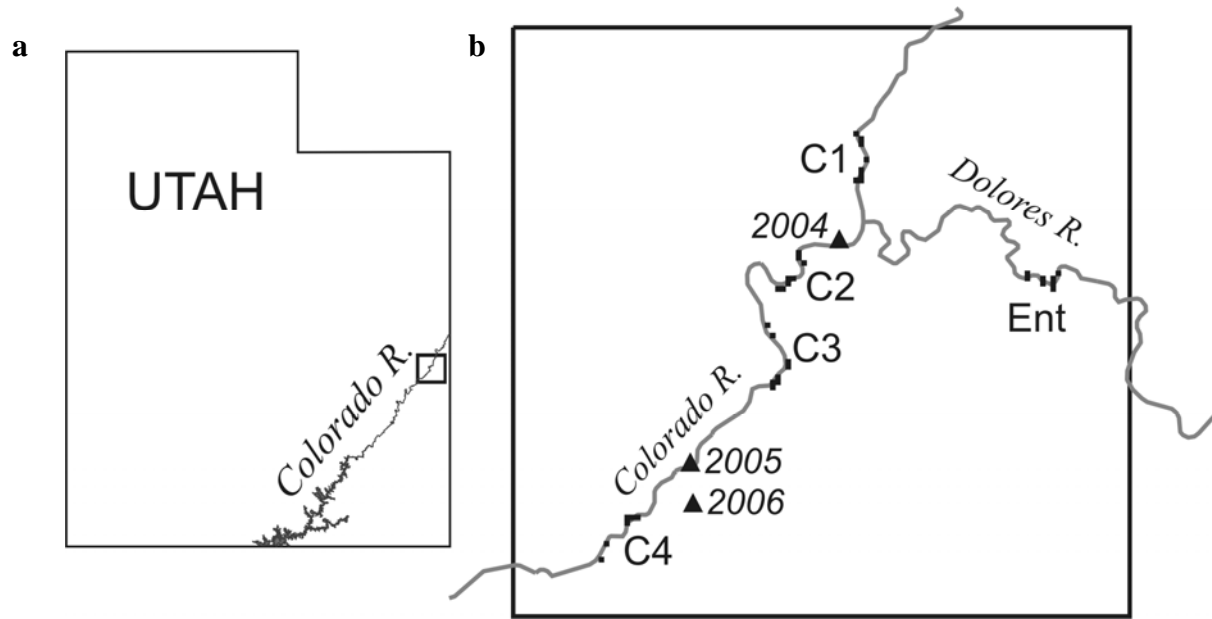 a
UTAH
Colorado R.
b
C1
Dolores R.
2004
C2
Ent
C3
Colorado R.
2005
2006
C4